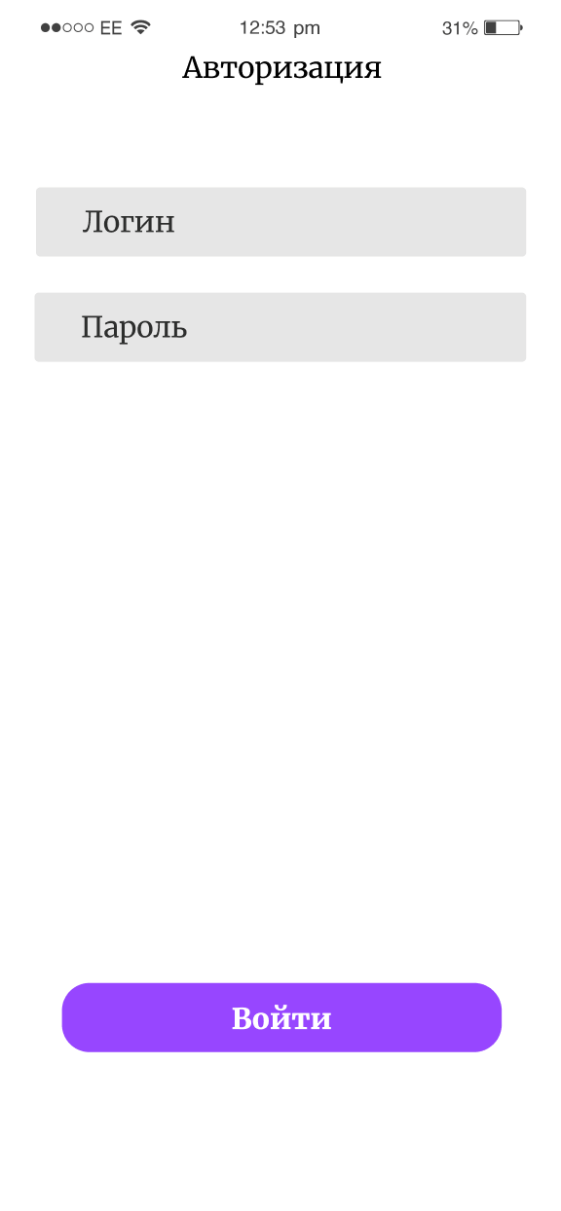 EE 12:53 pm 31%
Авторизация
Логин
Пароль
Войти